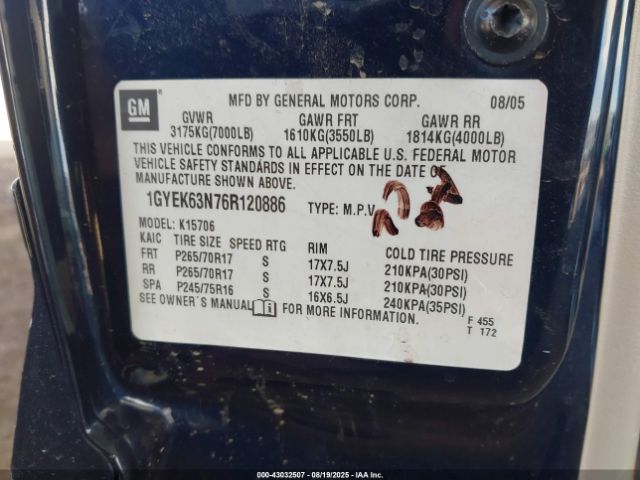 GM
MFD BY GENERAL MOTORS CORP. 08/05
GVWR GAWR FRT GAWR RR
3175KG(7000LB) 1610KG(3550LB) 1814KG(4000LB)
THIS VEHICLE CONFORMS TO ALL APPLICABLE U.S. FEDERAL MOTOR
VEHICLE SAFETY STANDARDS IN EFFECT ON THE DATE OF
MANUFACTURE SHOWN ABOVE.
1GYEK63N76R120886 TYPE: M.P.V.
MODEL: K15706
KAIC TIRE SIZE SPEED RTG RIM COLD TIRE PRESSURE
FRT P265/70R17 S 17X7.5J 210KPA(30PSI)
RR P265/70R17 S 17X7.5J 210KPA(30PSI)
SPA P245/75R16 S 16X6.5J 240KPA(35PSI)
SEE OWNER'S MANUAL i FOR MORE INFORMATION.
F 455
T 172
00-43032507 - 08/19/2025 - IAAI.COM